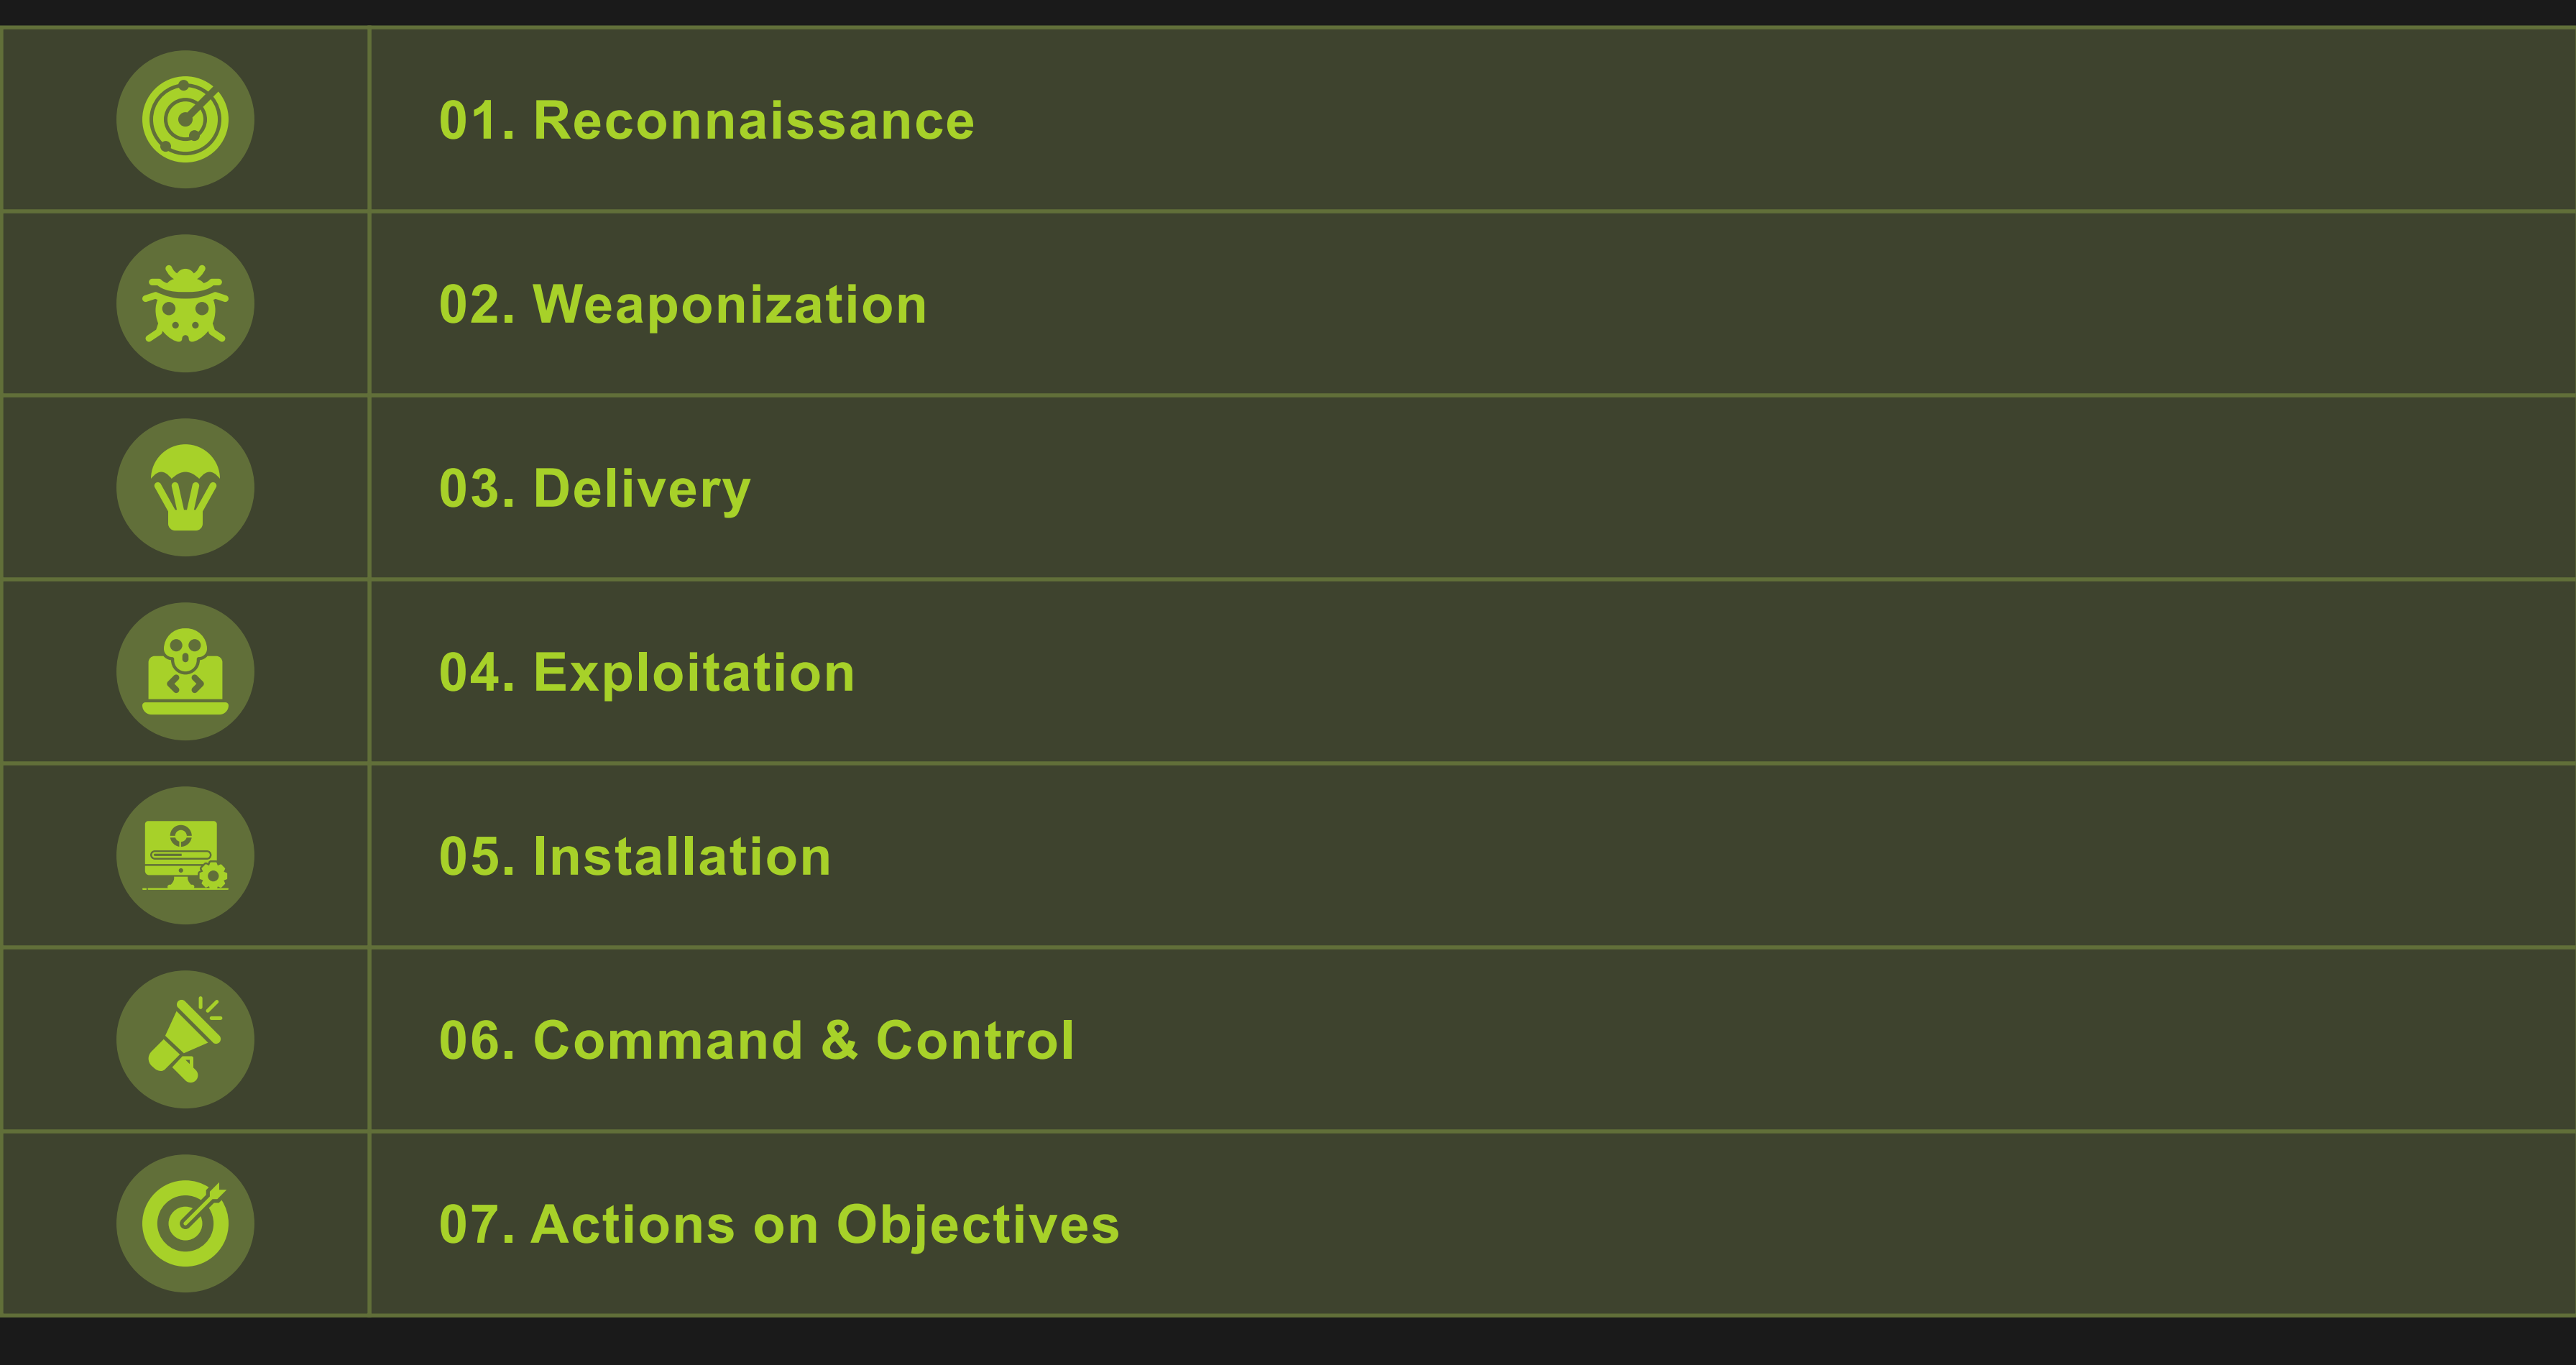 01. Reconnaissance
02. Weaponization
03. Delivery
04. Exploitation
05. Installation
06. Command & Control
07. Actions on Objectives